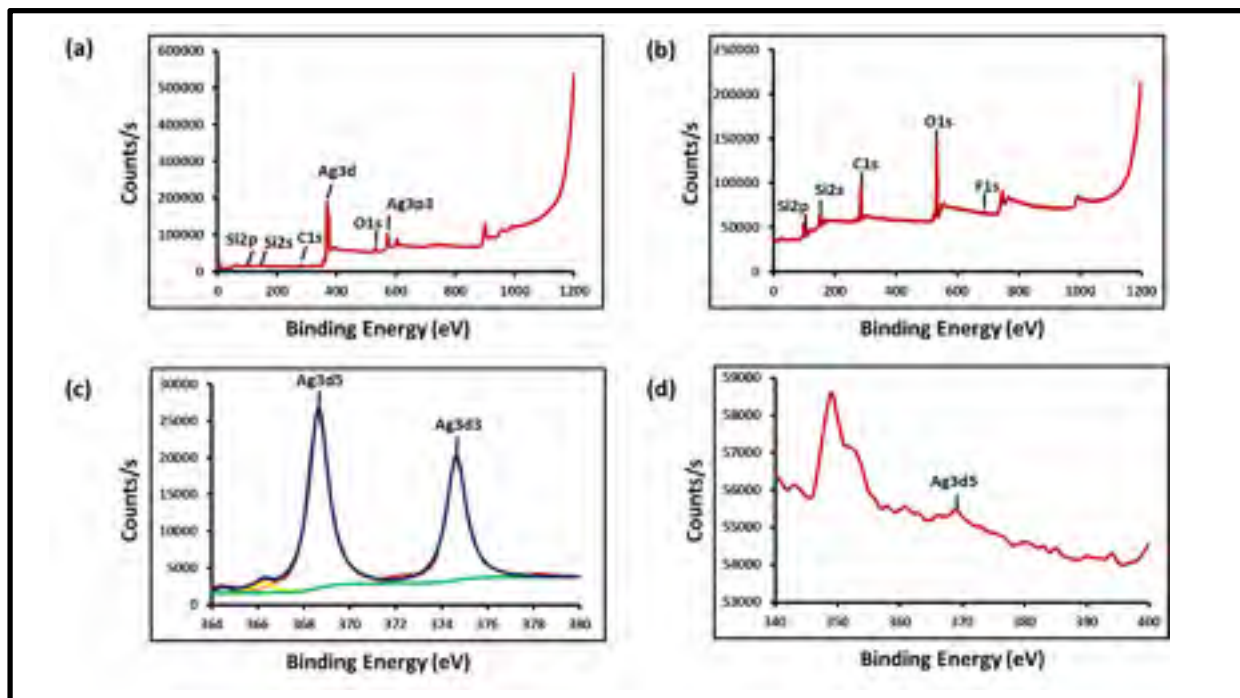 (a)
600000
500000
400000
300000
200000
100000
0
Counts/s
Ag3d
Si2p
Si2s
C1s
O1s
Ag3p3
0 200 400 600 800 1000 1200
Binding Energy (eV)
(b)
250000
200000
150000
100000
50000
0
Counts/s
O1s
C1s
Si2s
Si2p
F1s
0 200 400 600 800 1000 1200
Binding Energy (eV)
(c)
30000
25000
20000
15000
10000
5000
0
Counts/s
Ag3d5
Ag3d3
364 366 368 370 372 374 376 378 380
Binding Energy (eV)
(d)
59000
58000
57000
56000
55000
54000
53000
Counts/s
Ag3d5
340 350 360 370 380 390 400
Binding Energy (eV)